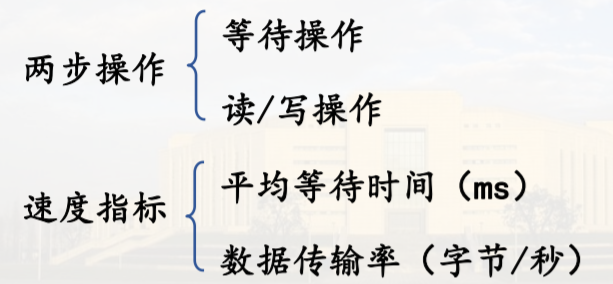 两步操作
等待操作
读/写操作
速度指标
平均等待时间（ms）
数据传输率（字节/秒）